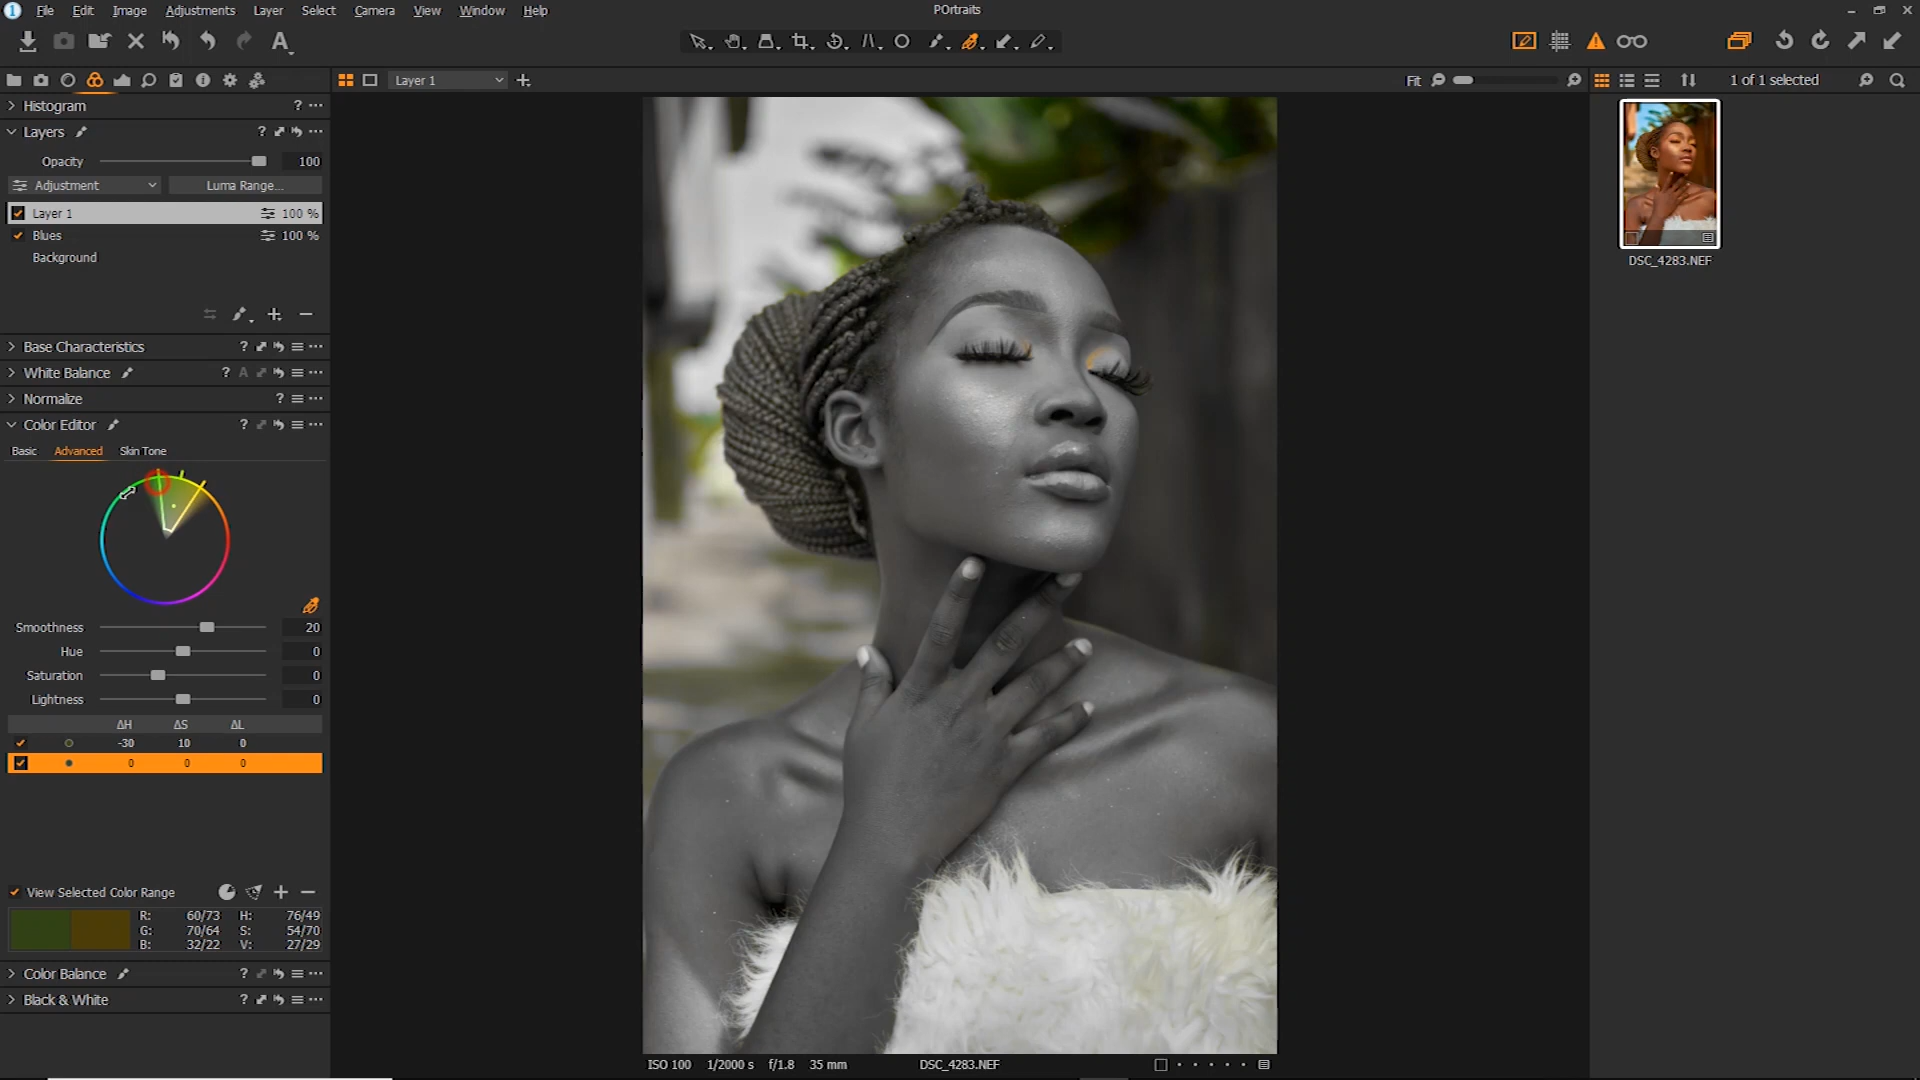 File Edit Image Adjustments Layer Select Camera View Window Help
POrtraits
A
Layer 1
Fit
1 of 1 selected
Histogram ? ...
Layers ? ...
Opacity 100
Adjustment Luma Range...
Layer 1 100 %
Blues 100 %
Background
Base Characteristics ? ...
White Balance ? A ...
Normalize ? ...
Color Editor ? ...
Basic Advanced Skin Tone
Smoothness 20
Hue 0
Saturation 0
Lightness 0
ΔH ΔS ΔL
-30 10 0
0 0 0
View Selected Color Range
R: 60/73 H: 76/49
G: 70/64 S: 54/70
B: 32/22 V: 27/29
Color Balance ? ...
Black & White ? ...
DSC_4283.NEF
ISO 100 1/2000 s f/1.8 35 mm DSC_4283.NEF